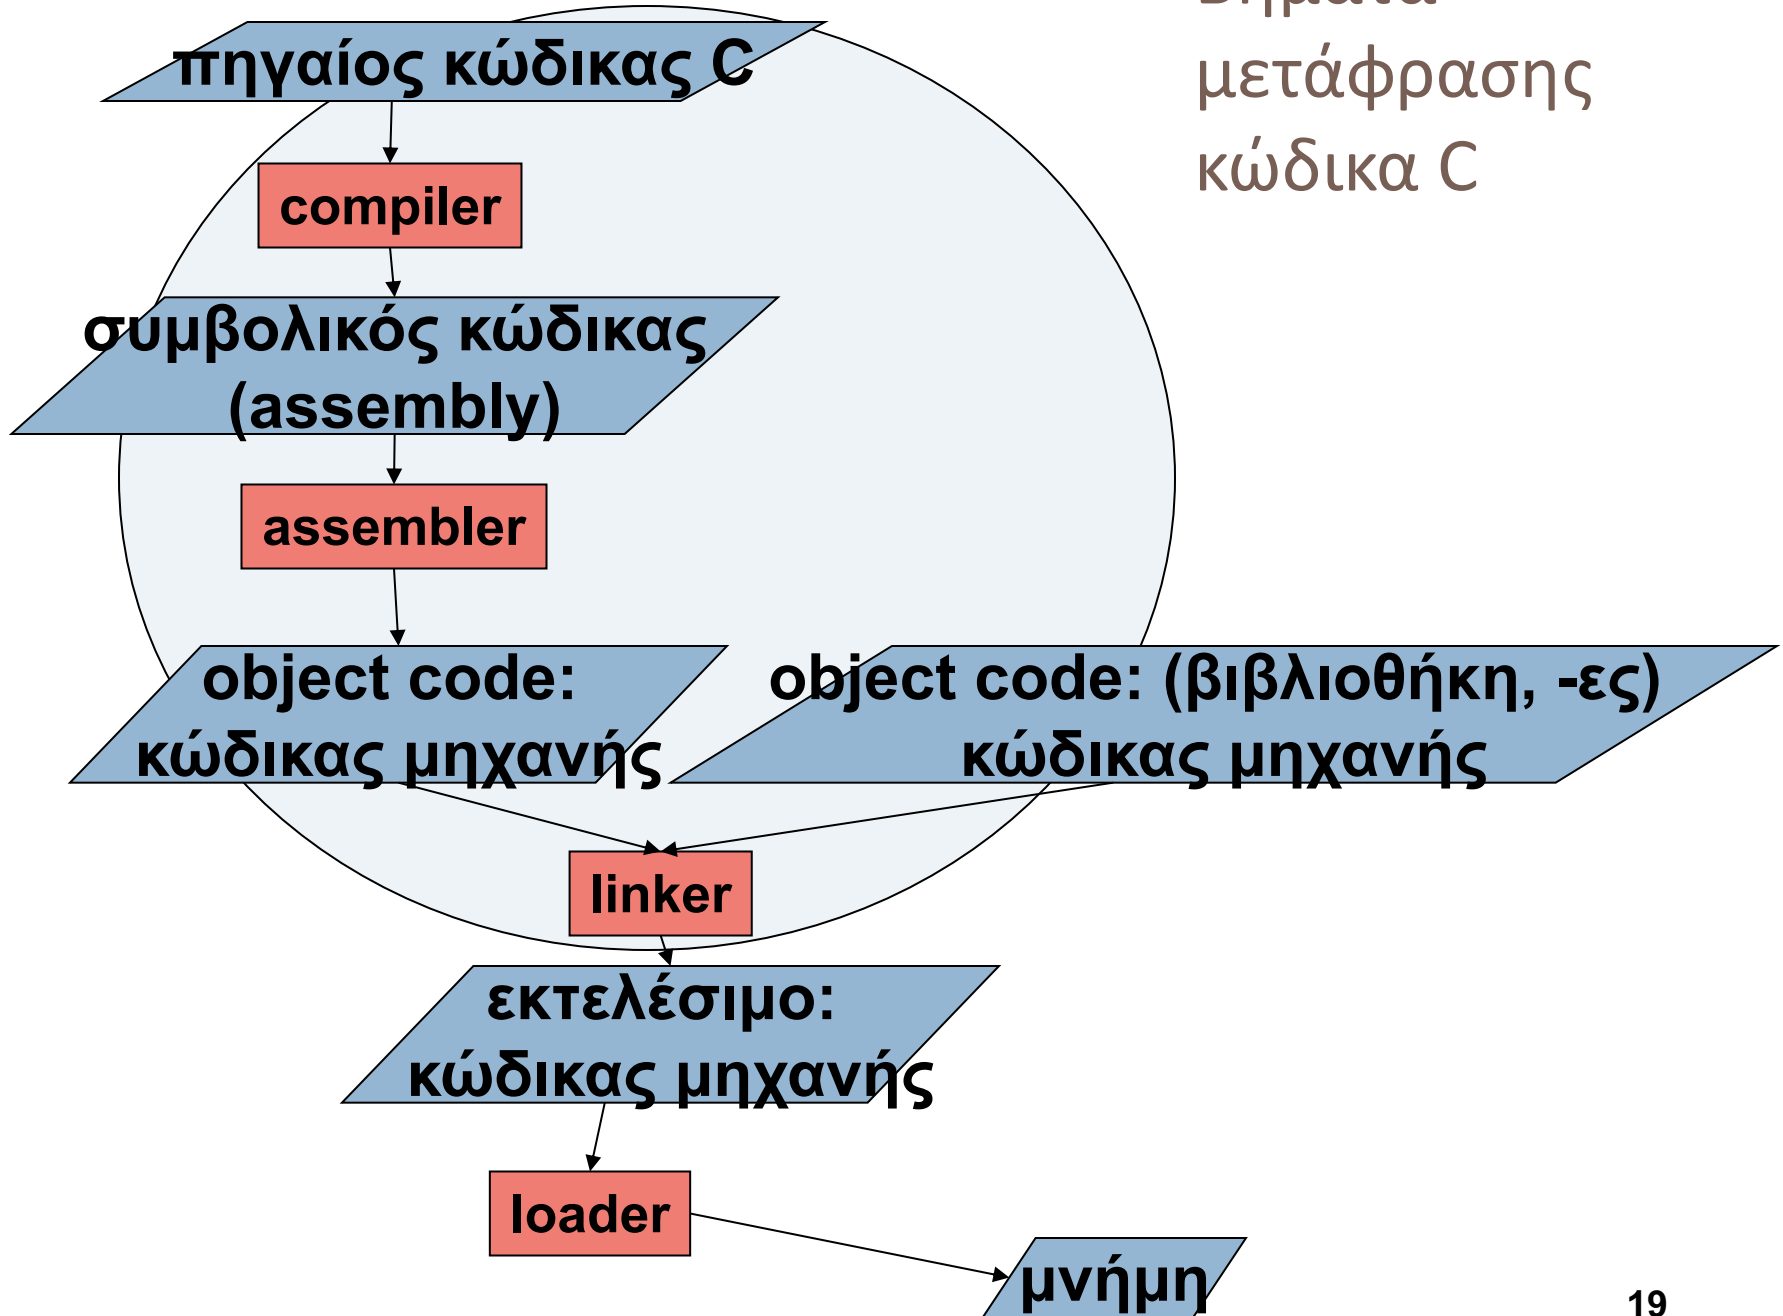 βήματα
μετάφρασης
κώδικα C
πηγαίος κώδικας C
compiler
συμβολικός κώδικας
(assembly)
assembler
object code:
κώδικας μηχανής
object code: (βιβλιοθήκη, -ες)
κώδικας μηχανής
linker
εκτελέσιμο:
κώδικας μηχανής
loader
μνήμη
19